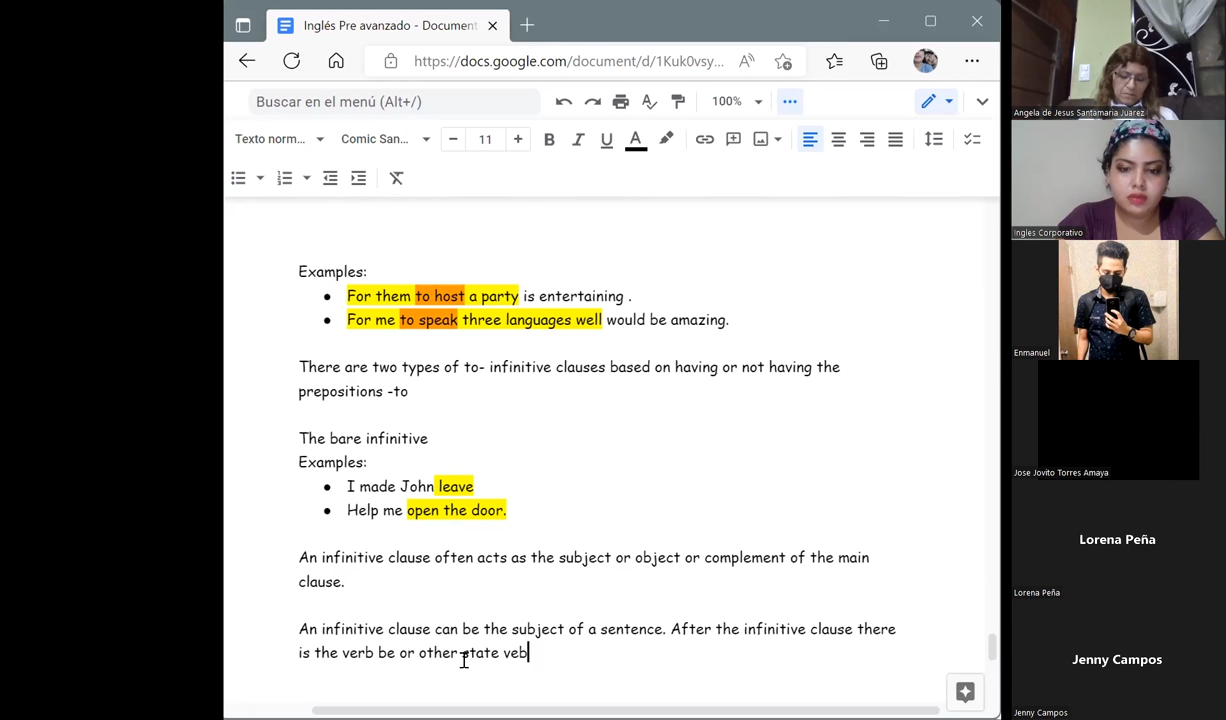 Inglés Pre avanzado - Document
https://docs.google.com/document/d/1Kuk0vsy...
Buscar en el menú (Alt+/)
100%
Texto norm...
Comic San...
11
Examples:
● For them to host a party is entertaining .
● For me to speak three languages well would be amazing.
There are two types of to- infinitive clauses based on having or not having the
prepositions -to
The bare infinitive
Examples:
● I made John leave
● Help me open the door.
An infinitive clause often acts as the subject or object or complement of the main
clause.
An infinitive clause can be the subject of a sentence. After the infinitive clause there
is the verb be or other state veb
Angela de Jesus Santamaria Juarez
Ingles Corporativo
Enmanuel
Jose Jovito Torres Amaya
Lorena Peña
Lorena Peña
Jenny Campos
Jenny Campos